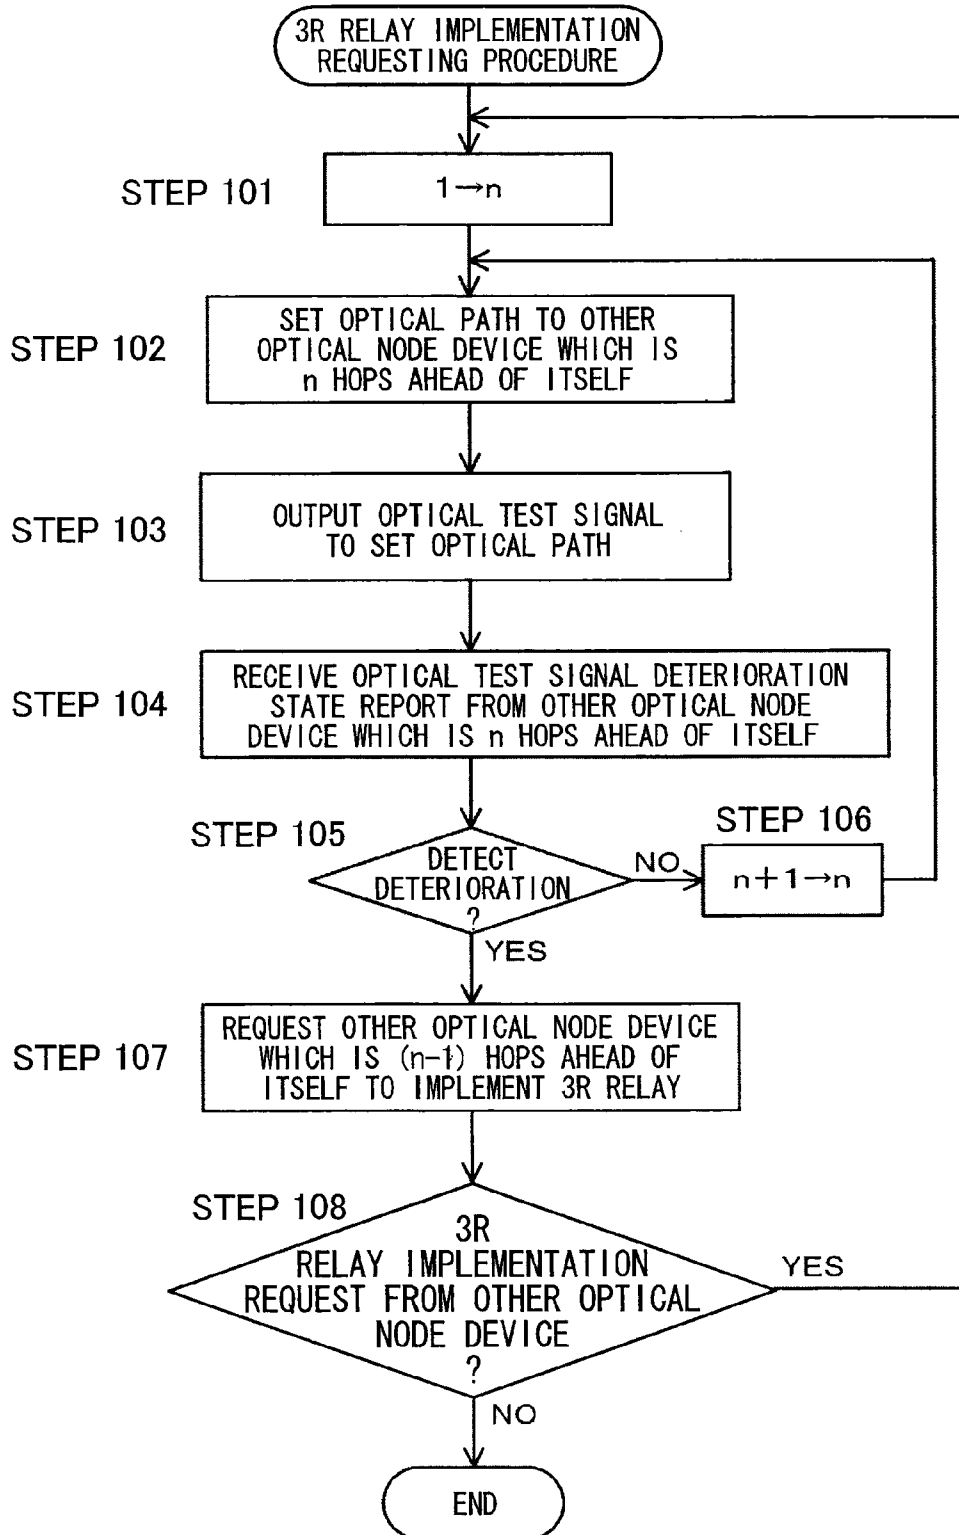 3R RELAY IMPLEMENTATION
REQUESTING PROCEDURE
STEP 101
1→n
STEP 102
SET OPTICAL PATH TO OTHER
OPTICAL NODE DEVICE WHICH IS
n HOPS AHEAD OF ITSELF
STEP 103
OUTPUT OPTICAL TEST SIGNAL
TO SET OPTICAL PATH
STEP 104
RECEIVE OPTICAL TEST SIGNAL DETERIORATION
STATE REPORT FROM OTHER OPTICAL NODE
DEVICE WHICH IS n HOPS AHEAD OF ITSELF
STEP 105
DETECT
DETERIORATION
?
NO
STEP 106
n+1→n
YES
STEP 107
REQUEST OTHER OPTICAL NODE DEVICE
WHICH IS (n-1) HOPS AHEAD OF
ITSELF TO IMPLEMENT 3R RELAY
STEP 108
3R
RELAY IMPLEMENTATION
REQUEST FROM OTHER OPTICAL
NODE DEVICE
?
YES
NO
END